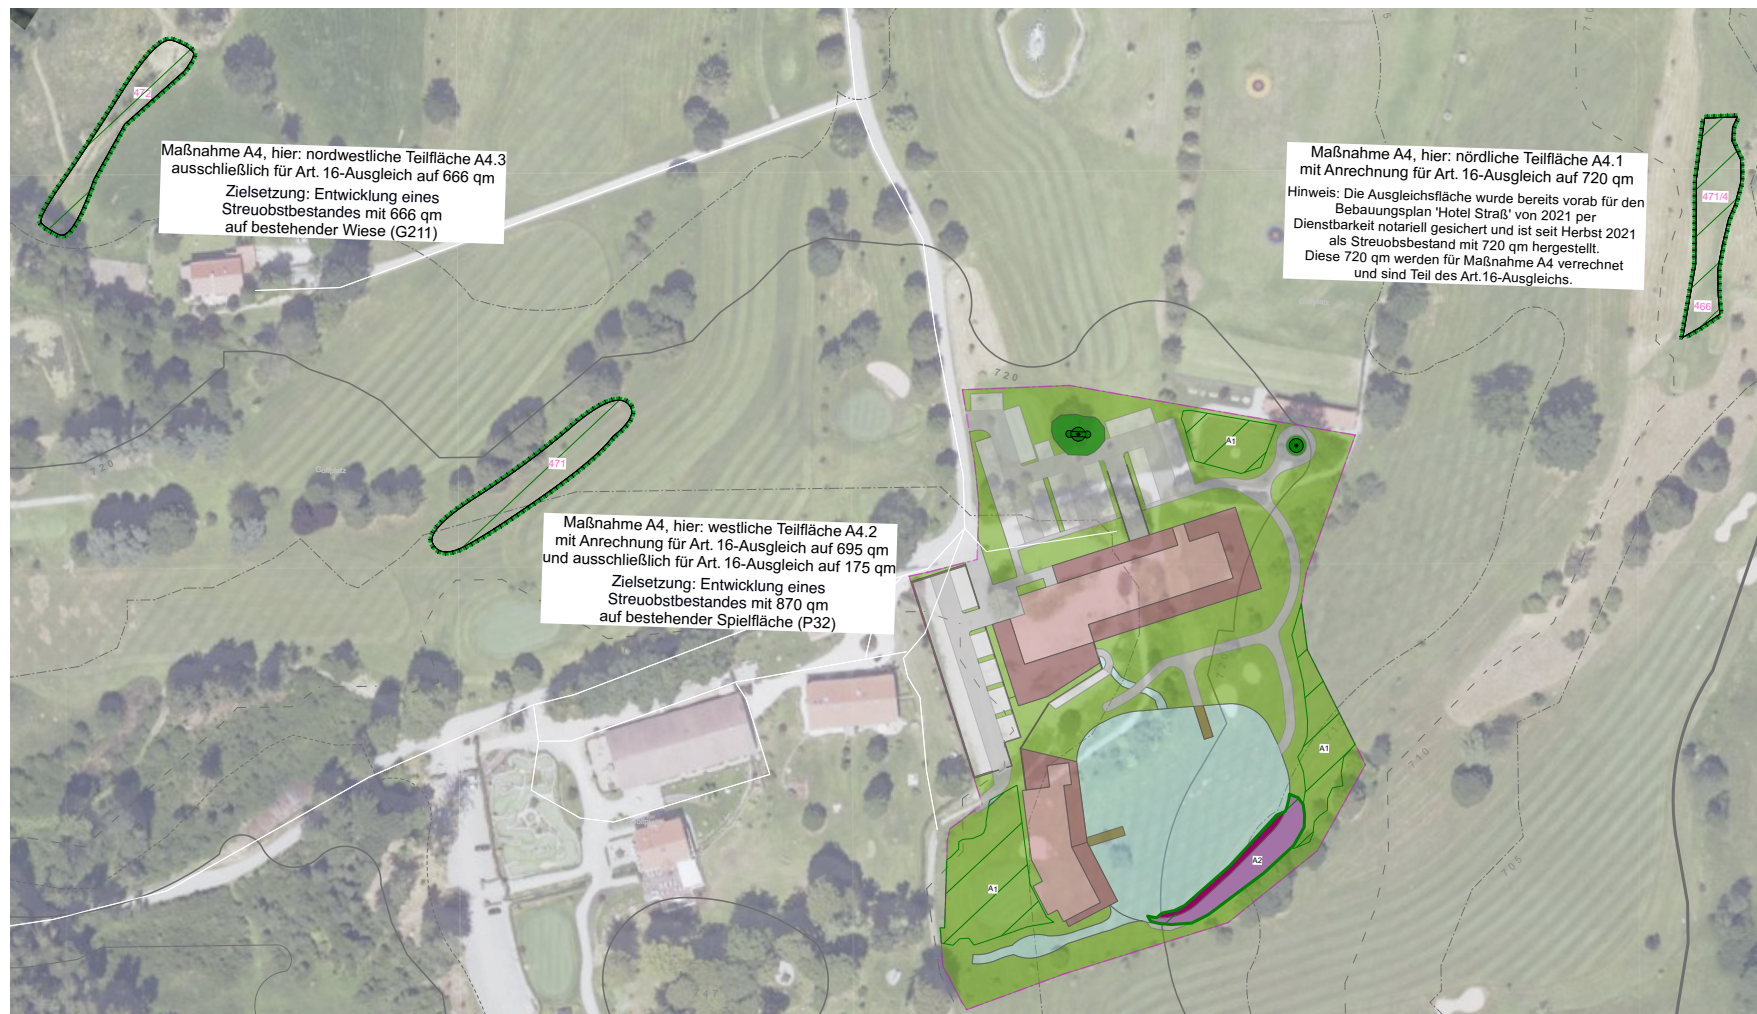 472
Maßnahme A4, hier: nordwestliche Teilfläche A4.3
ausschließlich für Art. 16-Ausgleich auf 666 qm
Zielsetzung: Entwicklung eines
Streuobstbestandes mit 666 qm
auf bestehender Wiese (G211)
Maßnahme A4, hier: nördliche Teilfläche A4.1
mit Anrechnung für Art. 16-Ausgleich auf 720 qm
Hinweis: Die Ausgleichsfläche wurde bereits vorab für den
Bebauungsplan 'Hotel Straß' von 2021 per
Dienstbarkeit notariell gesichert und ist seit Herbst 2021
als Streuobsbestand mit 720 qm hergestellt.
Diese 720 qm werden für Maßnahme A4 verrechnet
und sind Teil des Art.16-Ausgleichs.
471/4
466
720
720
471
A1
Maßnahme A4, hier: westliche Teilfläche A4.2
mit Anrechnung für Art. 16-Ausgleich auf 695 qm
und ausschließlich für Art. 16-Ausgleich auf 175 qm
Zielsetzung: Entwicklung eines
Streuobstbestandes mit 870 qm
auf bestehender Spielfläche (P32)
A1
710
A2
705
A1